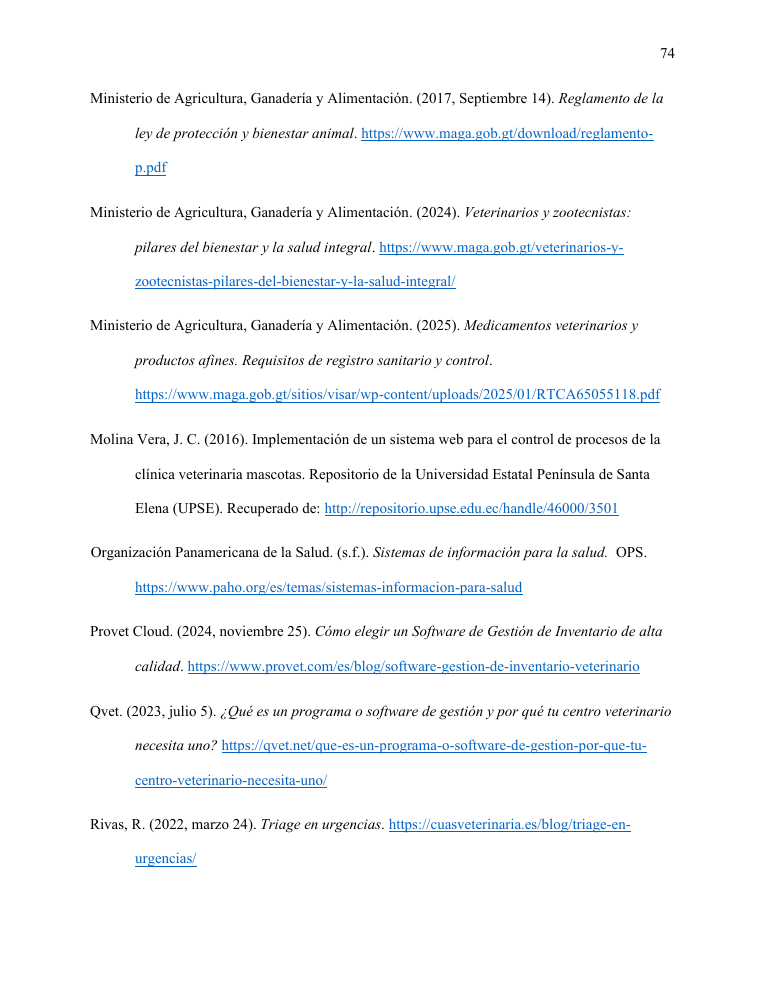 74
Ministerio de Agricultura, Ganadería y Alimentación. (2017, Septiembre 14). Reglamento de la
ley de protección y bienestar animal. https://www.maga.gob.gt/download/reglamento-
p.pdf
Ministerio de Agricultura, Ganadería y Alimentación. (2024). Veterinarios y zootecnistas:
pilares del bienestar y la salud integral. https://www.maga.gob.gt/veterinarios-y-
zootecnistas-pilares-del-bienestar-y-la-salud-integral/
Ministerio de Agricultura, Ganadería y Alimentación. (2025). Medicamentos veterinarios y
productos afines. Requisitos de registro sanitario y control.
https://www.maga.gob.gt/sitios/visar/wp-content/uploads/2025/01/RTCA65055118.pdf
Molina Vera, J. C. (2016). Implementación de un sistema web para el control de procesos de la
clínica veterinaria mascotas. Repositorio de la Universidad Estatal Península de Santa
Elena (UPSE). Recuperado de: http://repositorio.upse.edu.ec/handle/46000/3501
Organización Panamericana de la Salud. (s.f.). Sistemas de información para la salud. OPS.
https://www.paho.org/es/temas/sistemas-informacion-para-salud
Provet Cloud. (2024, noviembre 25). Cómo elegir un Software de Gestión de Inventario de alta
calidad. https://www.provet.com/es/blog/software-gestion-de-inventario-veterinario
Qvet. (2023, julio 5). ¿Qué es un programa o software de gestión y por qué tu centro veterinario
necesita uno? https://qvet.net/que-es-un-programa-o-software-de-gestion-por-que-tu-
centro-veterinario-necesita-uno/
Rivas, R. (2022, marzo 24). Triage en urgencias. https://cuasveterinaria.es/blog/triage-en-
urgencias/